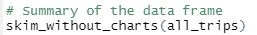 # Summary of the data frame
skim_without_charts(all_trips)